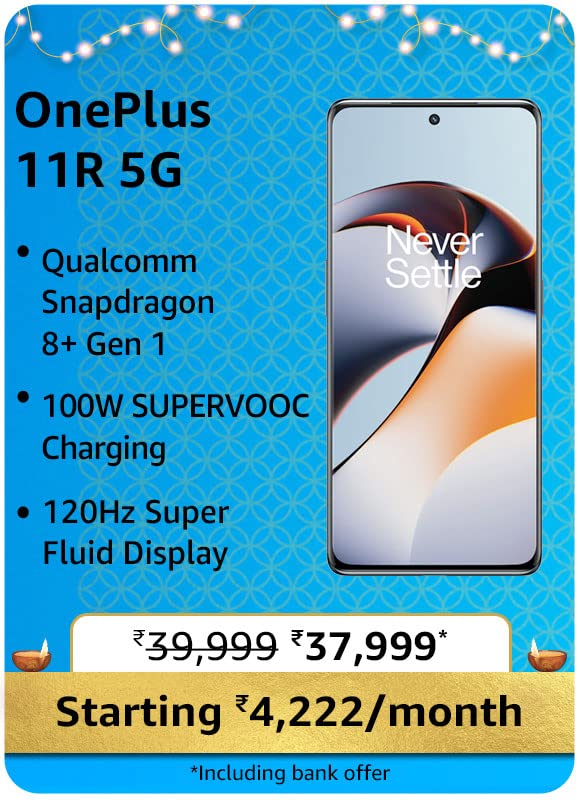 OnePlus
11R 5G
• Qualcomm
Snapdragon
8+ Gen 1
• 100W SUPERVOOC
Charging
• 120Hz Super
Fluid Display
Never
Settle
₹39,999 ₹37,999*
Starting ₹4,222/month
*Including bank offer